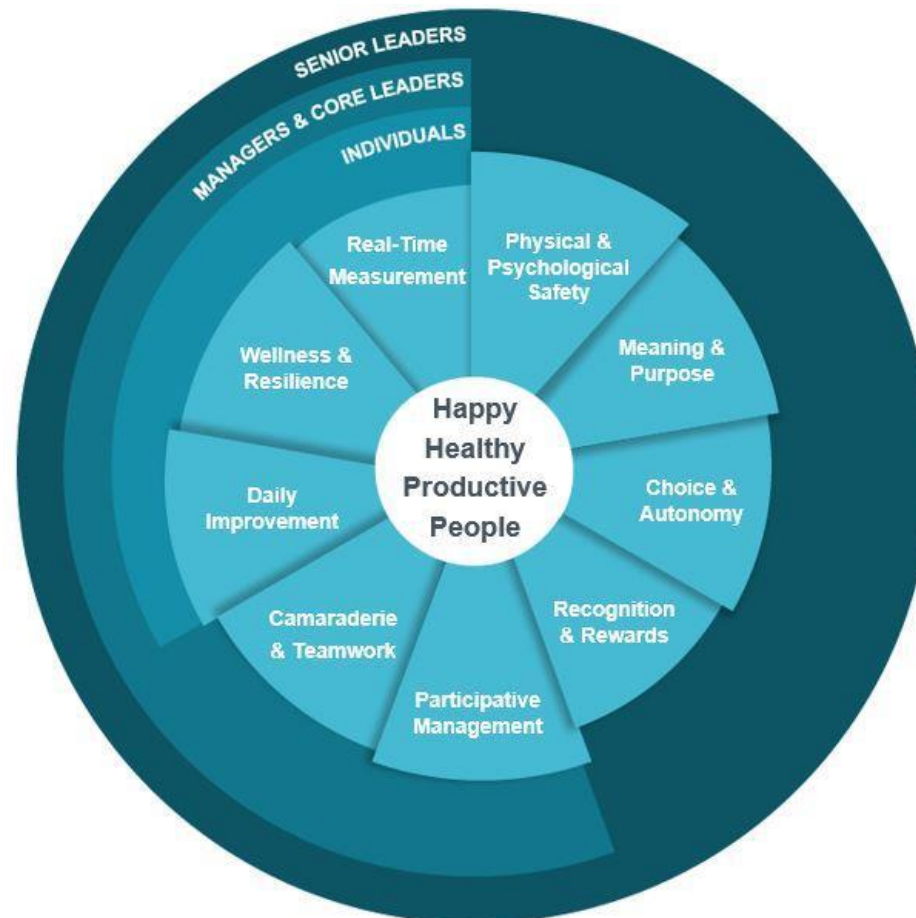 SENIOR LEADERS
MANAGERS & CORE LEADERS
INDIVIDUALS
Real-Time
Measurement
Physical &
Psychological
Safety
Meaning &
Purpose
Choice &
Autonomy
Recognition
& Rewards
Participative
Management
Camaraderie
& Teamwork
Daily
Improvement
Wellness &
Resilience
Happy
Healthy
Productive
People